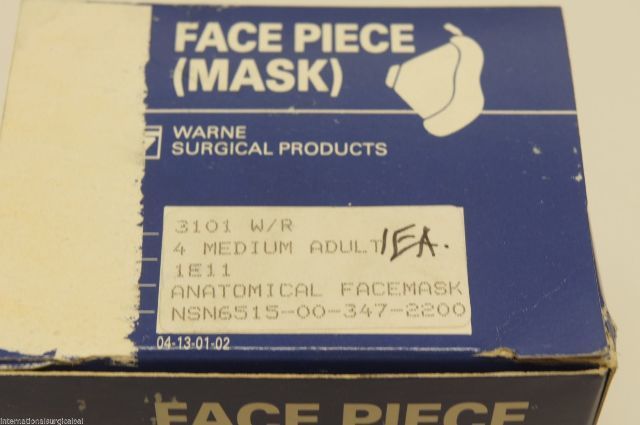 FACE PIECE
(MASK)
WARNE
SURGICAL PRODUCTS
3101 W/R
4 MEDIUM ADULT 1EA.
1E11
ANATOMICAL FACEMASK
NSN6515-00-347-2200
04-13-01-02
FACE PIECE
internationalsurgicalpal